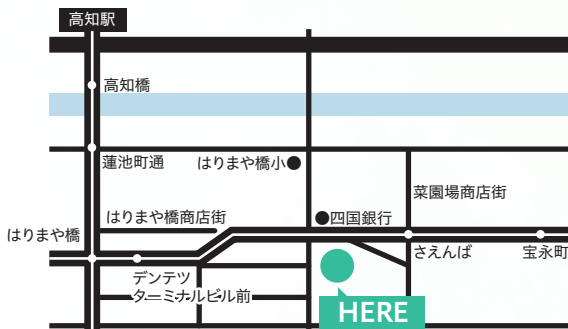 高知駅
高知橋
蓮池町通
はりまや橋小
菜園場商店街
はりまや橋商店街
四国銀行
はりまや橋
さえんば
宝永町
デンテツ
ターミナルビル前
HERE